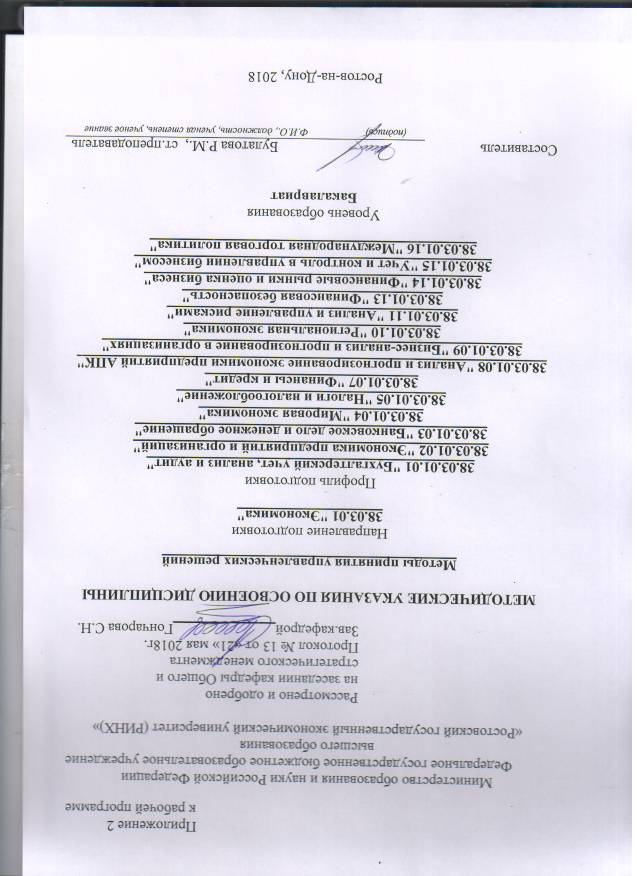 Приложение 2
к рабочей программе
Министерство образования и науки Российской Федерации
Федеральное государственное бюджетное образовательное учреждение
высшего образования
«Ростовский государственный экономический университет (РИНХ)»
Рассмотрено и одобрено
на заседании кафедры Общего и
стратегического менеджмента
Протокол № 13 от «21» мая 2018г.
Зав.кафедрой Гончарова С.Н.
МЕТОДИЧЕСКИЕ УКАЗАНИЯ ПО ОСВОЕНИЮ ДИСЦИПЛИНЫ
Методы принятия управленческих решений
Направление подготовки
38.03.01 "Экономика"
Профиль подготовки
38.03.01.01 "Бухгалтерский учет, анализ и аудит"
38.03.01.02 "Экономика предприятий и организаций"
38.03.01.03 "Банковское дело и денежное обращение"
38.03.01.04 "Мировая экономика"
38.03.01.05 "Налоги и налогообложение"
38.03.01.07 "Финансы и кредит"
38.03.01.08 "Анализ и прогнозирование экономики предприятий АПК"
38.03.01.09 "Бизнес-анализ и прогнозирование в организациях"
38.03.01.10 "Региональная экономика"
38.03.01.11 "Анализ и управление рисками"
38.03.01.13 "Финансовая безопасность"
38.03.01.14 "Финансовые рынки и оценка бизнеса"
38.03.01.15 "Учет и контроль в управлении бизнесом"
38.03.01.16 "Международная торговая политика"
Уровень образования
Бакалавриат
Составитель Булатова Р.М., ст.преподаватель
(подпись) Ф.И.О., должность, ученая степень, ученое звание
Ростов-на-Дону, 2018